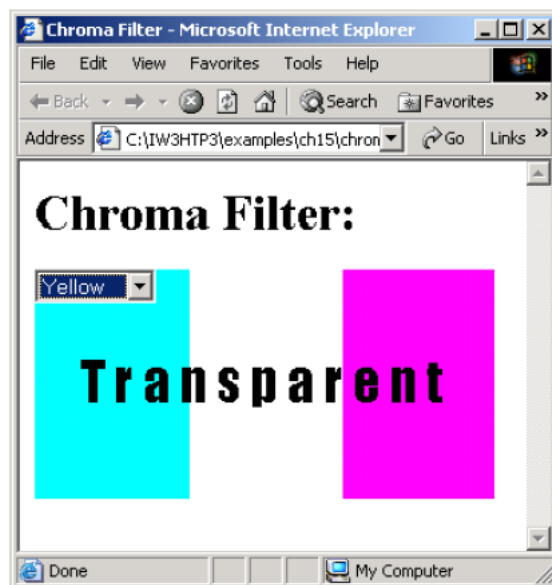 Chroma Filter - Microsoft Internet Explorer
File Edit View Favorites Tools Help
Back Search Favorites »
Address C:\IW3HTP3\examples\ch15\chron Go Links »
Chroma Filter:
Yellow
Transparent
Done My Computer